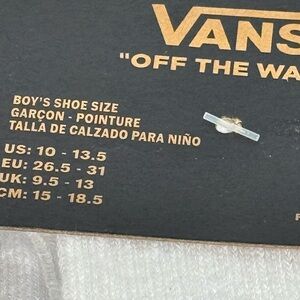 VANS
"OFF THE WA
BOY'S SHOE SIZE
GARÇON - POINTURE
TALLA DE CALZADO PARA NIÑO
US: 10 - 13.5
EU: 26.5 - 31
UK: 9.5 - 13
CM: 15 - 18.5
F